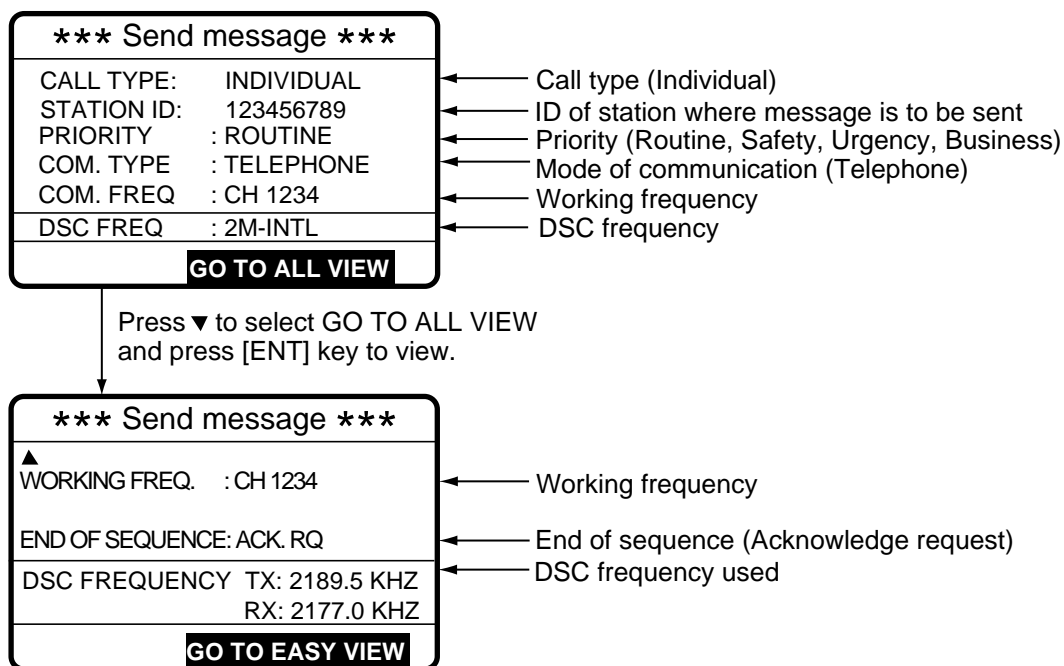 *** Send message ***
CALL TYPE: INDIVIDUAL
STATION ID: 123456789
PRIORITY : ROUTINE
COM. TYPE : TELEPHONE
COM. FREQ : CH 1234
DSC FREQ : 2M-INTL
GO TO ALL VIEW
Call type (Individual)
ID of station where message is to be sent
Priority (Routine, Safety, Urgency, Business)
Mode of communication (Telephone)
Working frequency
DSC frequency
Press ▼ to select GO TO ALL VIEW
and press [ENT] key to view.
*** Send message ***
▲
WORKING FREQ. : CH 1234
END OF SEQUENCE: ACK. RQ
DSC FREQUENCY TX: 2189.5 KHZ
RX: 2177.0 KHZ
GO TO EASY VIEW
Working frequency
End of sequence (Acknowledge request)
DSC frequency used